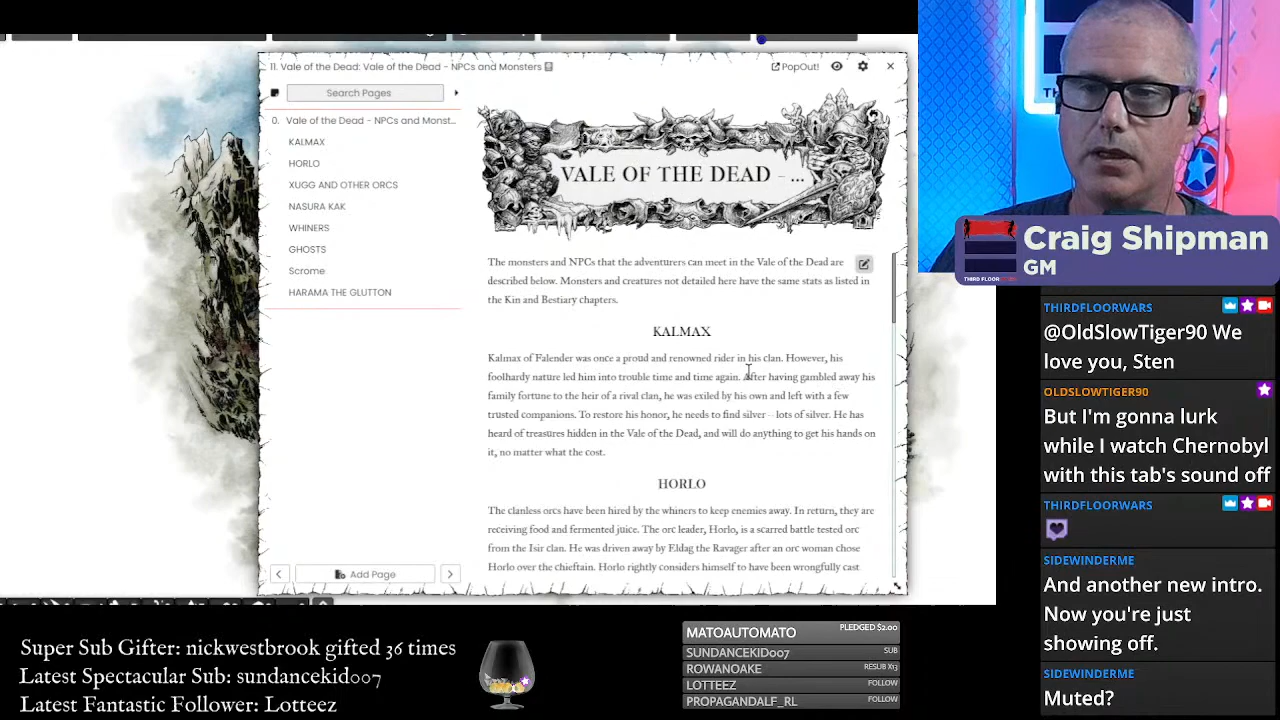 11. Vale of the Dead: Vale of the Dead - NPCs and Monsters
PopOut!
Search Pages
0. Vale of the Dead - NPCs and Monst...
KALMAX
HORLO
XUGG AND OTHER ORCS
NASURA KAK
WHINERS
GHOSTS
Scrome
HARAMA THE GLUTTON
Add Page
VALE OF THE DEAD - ...
The monsters and NPCs that the adventurers can meet in the Vale of the Dead are
described below. Monsters and creatures not detailed here have the same stats as listed in
the Kin and Bestiary chapters.
KALMAX
Kalmax of Falender was once a proud and renowned rider in his clan. However, his
foolhardy nature led him into trouble time and time again. After having gambled away his
family fortune to the heir of a rival clan, he was exiled by his own and left with a few
trusted companions. To restore his honor, he needs to find silver – lots of silver. He has
heard of treasures hidden in the Vale of the Dead, and will do anything to get his hands on
it, no matter what the cost.
HORLO
The clanless orcs have been hired by the whiners to keep enemies away. In return, they are
receiving food and fermented juice. The orc leader, Horlo, is a scarred battle tested orc
from the Isir clan. He was driven away by Eldag the Ravager after an orc woman chose
Horlo over the chieftain. Horlo rightly considers himself to have been wrongfully cast
Craig Shipman
GM
THIRD FLOOR WARS
THIRDFLOORWARS
@OldSlowTiger90 We
love you, Sten
OLDSLOWTIGER90
But I'm gonna lurk
while I watch Chernobyl
with this tab's sound off
THIRDFLOORWARS
SIDEWINDERME
And another new intro.
Now you're just
showing off.
SIDEWINDERME
Muted?
Super Sub Gifter: nickwestbrook gifted 36 times
Latest Spectacular Sub: sundancekid007
Latest Fantastic Follower: Lotteez
MATOAUTOMATO PLEDGED $2.00
SUNDANCEKID007 SUB
ROWANOAKE RESUB X13
LOTTEEZ FOLLOW
PROPAGANDALF_RL FOLLOW